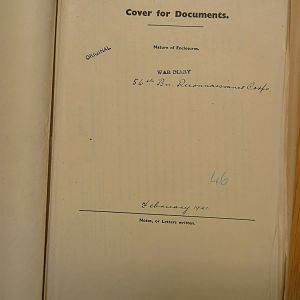 Cover for Documents.
Nature of Enclosures.
ORIGINAL
WAR DIARY
56th Bn. Reconnaissance Corps.
46
February 1941
Notes, or Letters written.